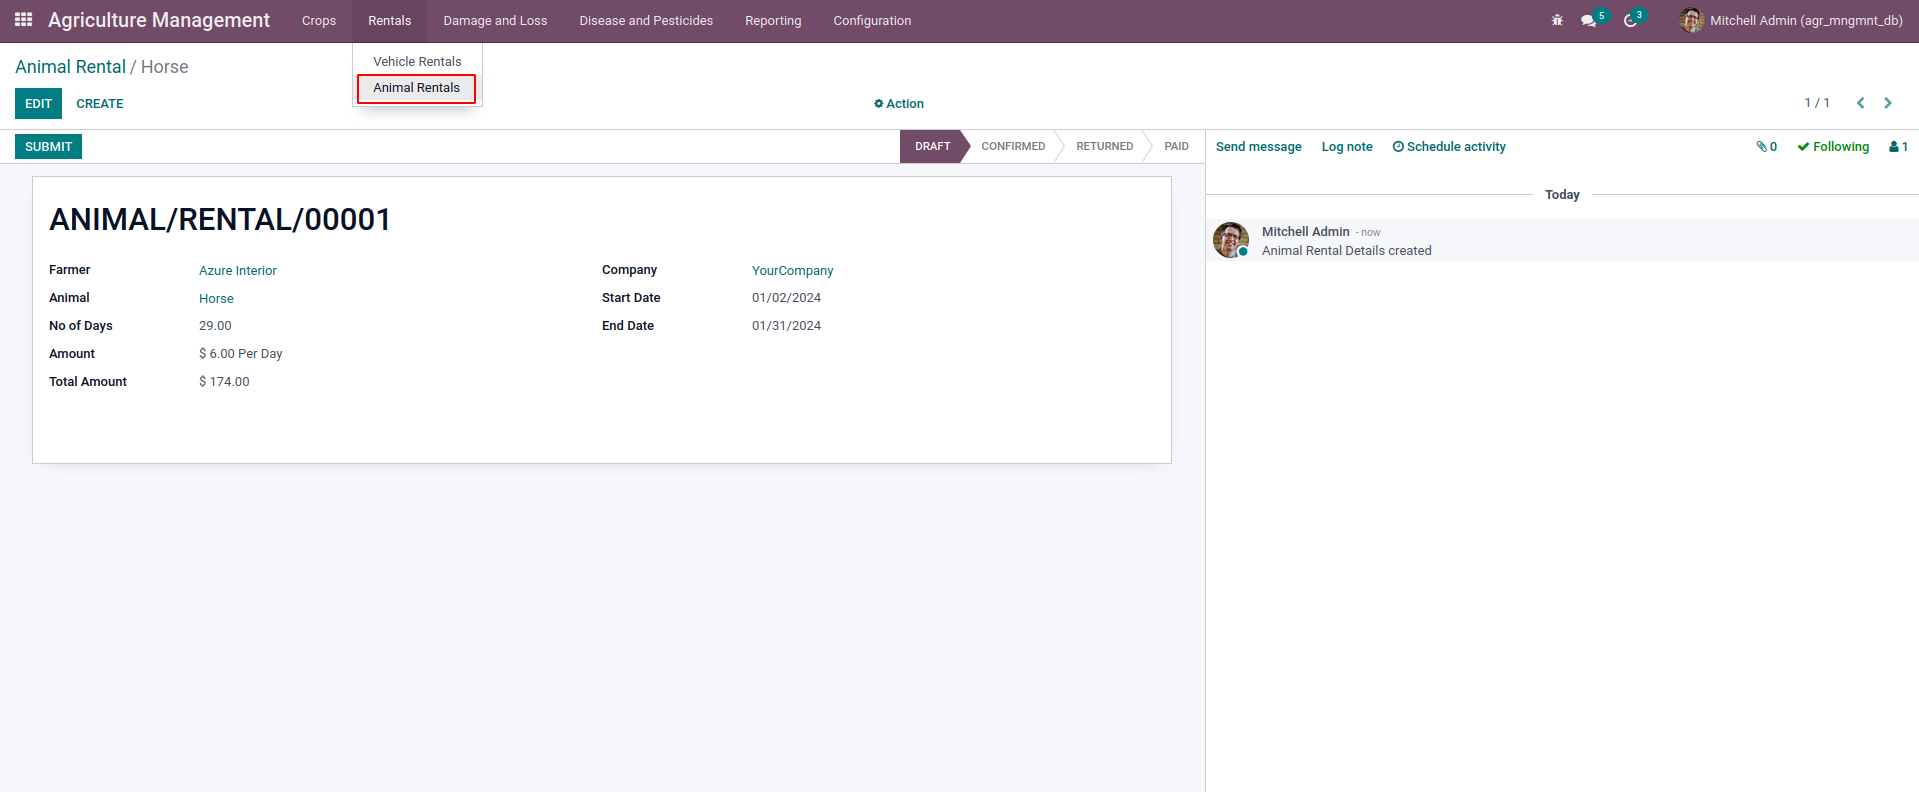 Agriculture Management Crops Rentals Damage and Loss Disease and Pesticides Reporting Configuration 5 3 Mitchell Admin (agr_mngmnt_db)
Vehicle Rentals
Animal Rentals
Animal Rental / Horse
EDIT CREATE Action 1 / 1
SUBMIT DRAFT CONFIRMED RETURNED PAID
ANIMAL/RENTAL/00001
Farmer Azure Interior Company YourCompany
Animal Horse Start Date 01/02/2024
No of Days 29.00 End Date 01/31/2024
Amount $ 6.00 Per Day
Total Amount $ 174.00
Send message Log note Schedule activity 0 Following 1
Today
Mitchell Admin - now
Animal Rental Details created